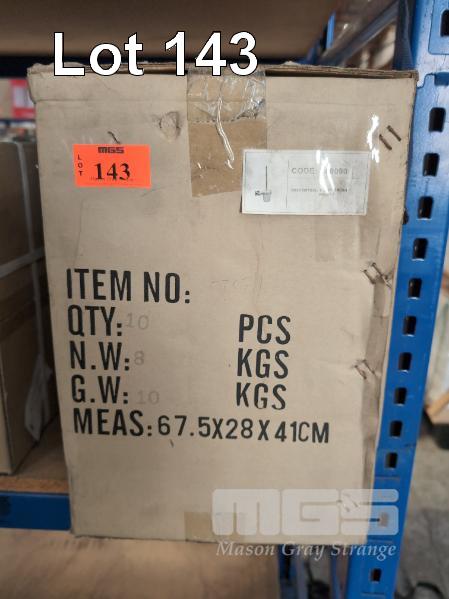 Lot 143
MGS
LOT
143
CODE
ITEM NO:
QTY: 10 PCS
N.W: 8 KGS
G.W: 10 KGS
MEAS: 67.5X28X41CM
MGS
Mason Gray Strange